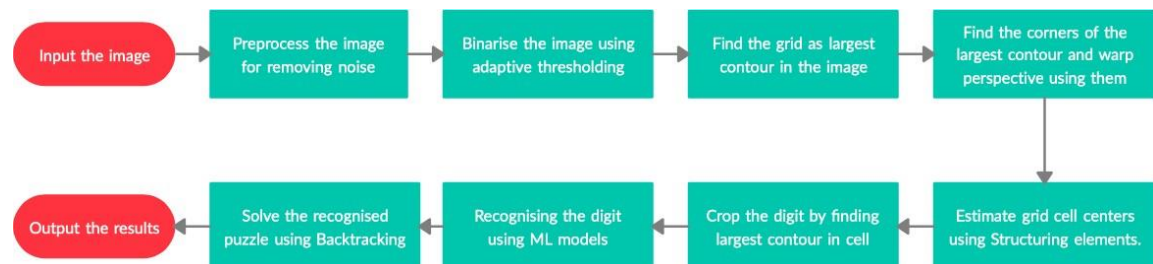 Input the image
Preprocess the image
for removing noise
Binarise the image using
adaptive thresholding
Find the grid as largest
contour in the image
Find the corners of the
largest contour and warp
perspective using them
Estimate grid cell centers
using Structuring elements.
Crop the digit by finding
largest contour in cell
Recognising the digit
using ML models
Solve the recognised
puzzle using Backtracking
Output the results